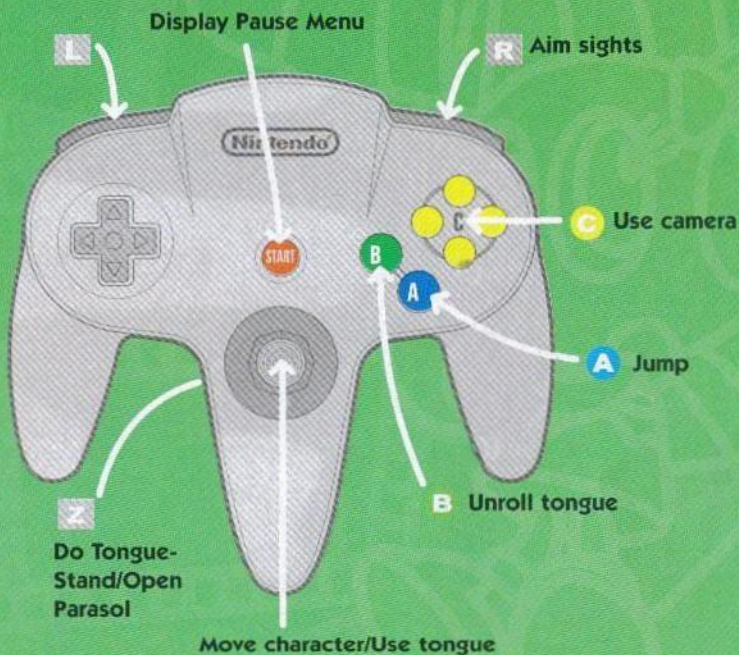 Display Pause Menu
L
R Aim sights
Nintendo
C
C Use camera
START
B
A
A Jump
B Unroll tongue
Z
Do Tongue-
Stand/Open
Parasol
Move character/Use tongue